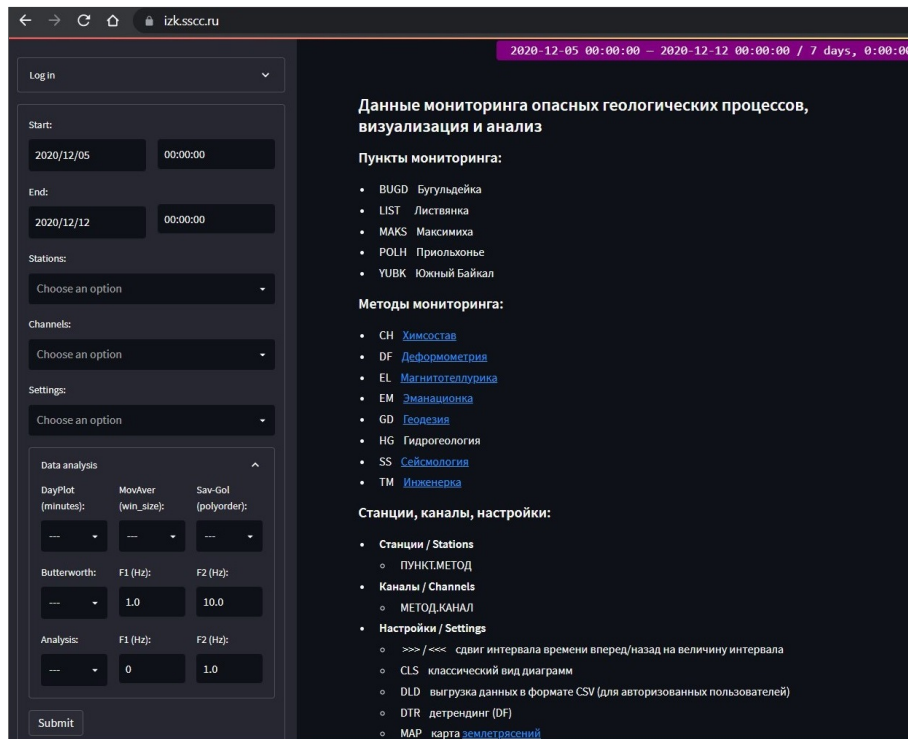 izk.sscc.ru
2020-12-05 00:00:00 — 2020-12-12 00:00:00 / 7 days, 0:00:00
Log in
Start:
2020/12/05 00:00:00
End:
2020/12/12 00:00:00
Stations:
Choose an option
Channels:
Choose an option
Settings:
Choose an option
Data analysis
DayPlot (minutes): MovAver (win_size): Sav-Gol (polyorder):
--- --- ---
Butterworth: F1 (Hz): F2 (Hz):
--- 1.0 10.0
Analysis: F1 (Hz): F2 (Hz):
--- 0 1.0
Submit
Данные мониторинга опасных геологических процессов,
визуализация и анализ
Пункты мониторинга:
BUGD Бугульдейка
LIST Листвянка
MAKS Максимиха
POLH Приольхонье
YUBK Южный Байкал
Методы мониторинга:
CH Химсостав
DF Деформометрия
EL Магнитотеллурика
EM Эманационка
GD Геодезия
HG Гидрогеология
SS Сейсмология
TM Инженерка
Станции, каналы, настройки:
Станции / Stations
ПУНКТ.МЕТОД
Каналы / Channels
МЕТОД.КАНАЛ
Настройки / Settings
>>> / <<< сдвиг интервала времени вперед/назад на величину интервала
CLS классический вид диаграмм
DLD выгрузка данных в формате CSV (для авторизованных пользователей)
DTR детрендинг (DF)
MAP карта землетрясений